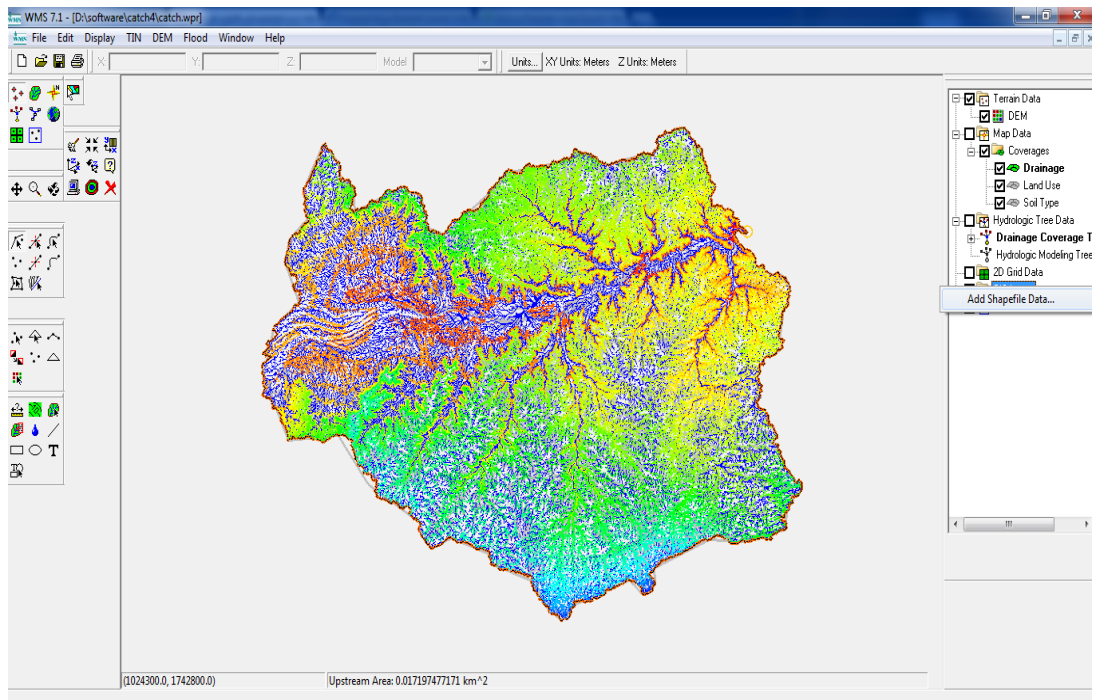 WMS 7.1 - [D:\software\catch4\catch.wpr]
File Edit Display TIN DEM Flood Window Help
X: Y: Z: Model Units... XY Units: Meters Z Units: Meters
Terrain Data
DEM
Map Data
Coverages
Drainage
Land Use
Soil Type
Hydrologic Tree Data
Drainage Coverage T
Hydrologic Modeling Tree
2D Grid Data
Add Shapefile Data...
(1024300.0, 1742800.0) Upstream Area: 0.017197477171 km^2